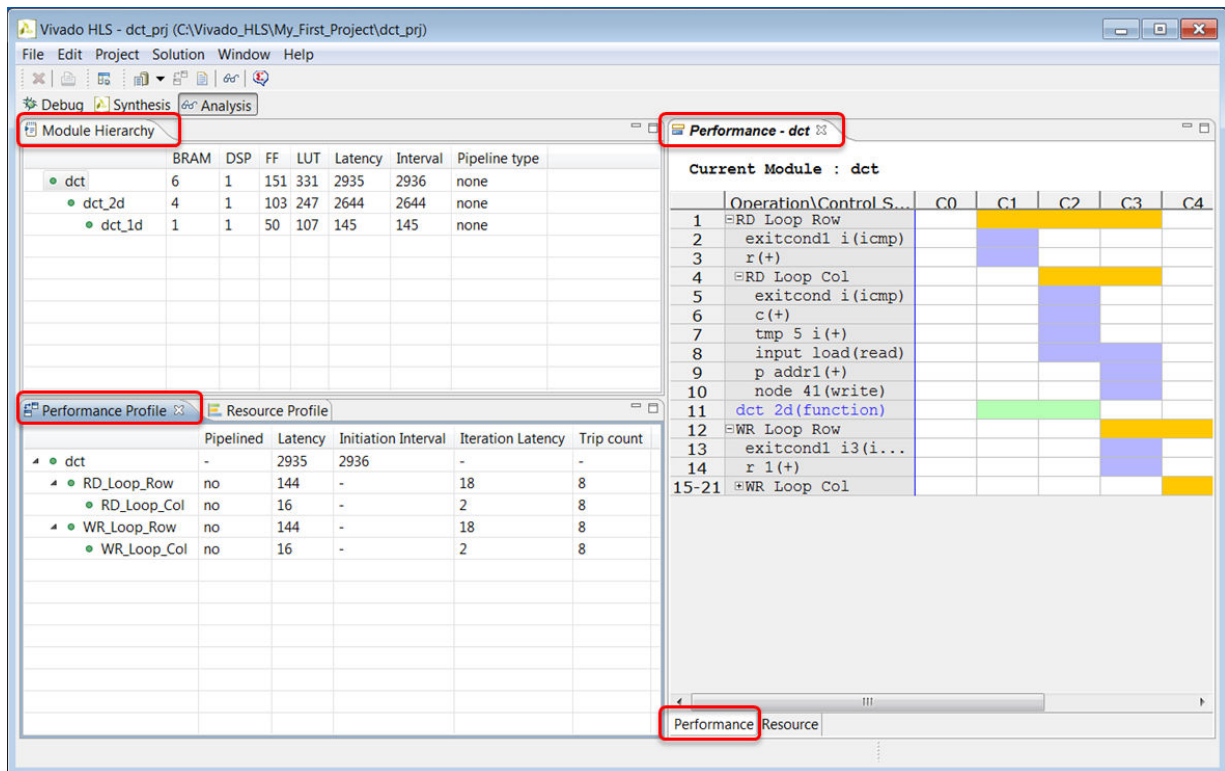 Vivado HLS - dct_prj (C:\Vivado_HLS\My_First_Project\dct_prj)
File Edit Project Solution Window Help
Debug Synthesis Analysis
Module Hierarchy
BRAM DSP FF LUT Latency Interval Pipeline type
dct 6 1 151 331 2935 2936 none
dct_2d 4 1 103 247 2644 2644 none
dct_1d 1 1 50 107 145 145 none
Performance Profile Resource Profile
Pipelined Latency Initiation Interval Iteration Latency Trip count
dct - 2935 2936 - -
RD_Loop_Row no 144 - 18 8
RD_Loop_Col no 16 - 2 8
WR_Loop_Row no 144 - 18 8
WR_Loop_Col no 16 - 2 8
Performance - dct
Current Module : dct
Operation\Control S... C0 C1 C2 C3 C4
1 RD Loop Row
2 exitcond1 i(icmp)
3 r(+)
4 RD Loop Col
5 exitcond i(icmp)
6 c(+)
7 tmp 5 i(+)
8 input load(read)
9 p addr1(+)
10 node 41(write)
11 dct 2d(function)
12 WR Loop Row
13 exitcond1 i3(i...
14 r 1(+)
15-21 WR Loop Col
Performance Resource